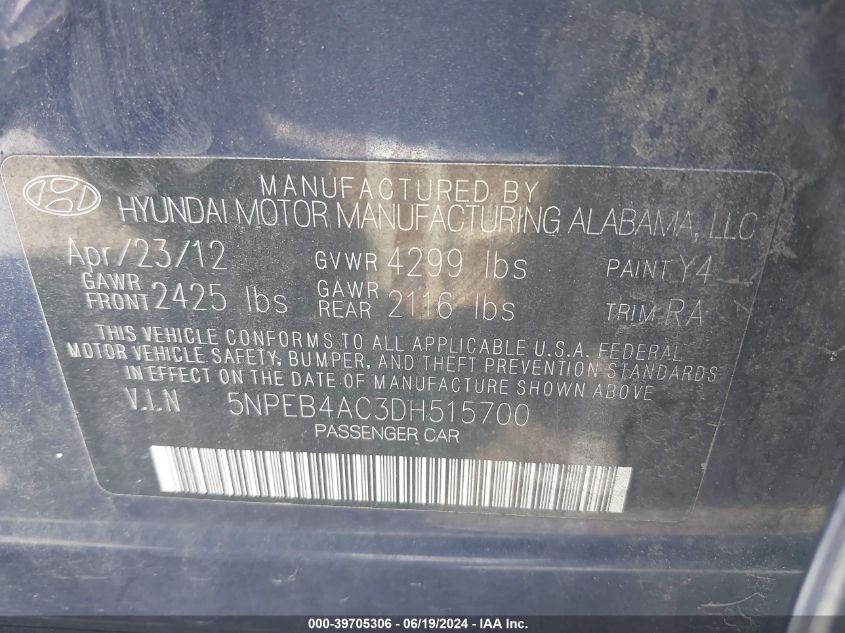 MANUFACTURED BY
HYUNDAI MOTOR MANUFACTURING ALABAMA, LLC
Apr/23/12 GVWR 4299 lbs PAINT Y4
GAWR FRONT 2425 lbs GAWR REAR 2116 lbs TRIM RA
THIS VEHICLE CONFORMS TO ALL APPLICABLE U.S.A. FEDERAL
MOTOR VEHICLE SAFETY, BUMPER, AND THEFT PREVENTION STANDARDS
IN EFFECT ON THE DATE OF MANUFACTURE SHOWN ABOVE
V.I.N 5NPEB4AC3DH515700
PASSENGER CAR
000-39705306 - 06/19/2024 - IAA Inc.